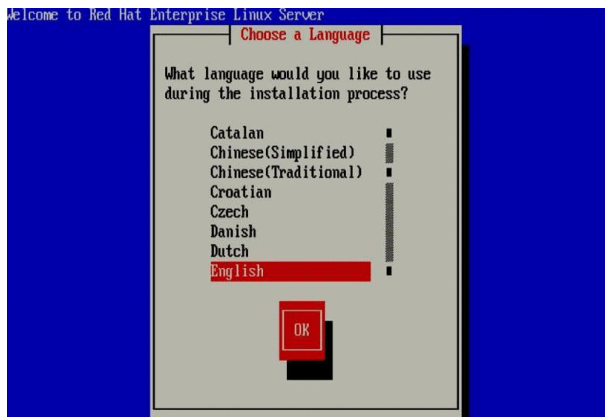 Welcome to Red Hat Enterprise Linux Server
Choose a Language
What language would you like to use
during the installation process?
Catalan
Chinese(Simplified)
Chinese(Traditional)
Croatian
Czech
Danish
Dutch
English
OK